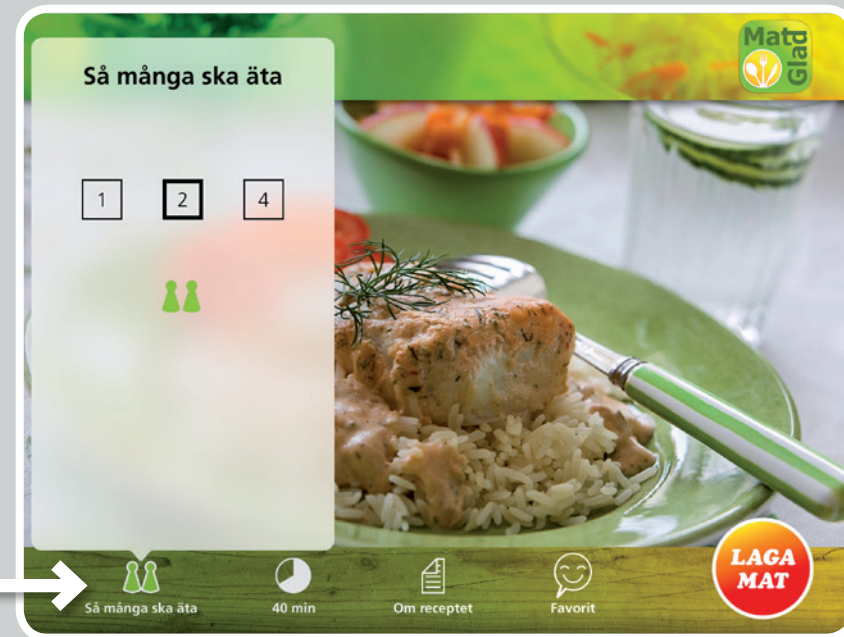 Så många ska äta
Mat
Glad
1 2 4
Så många ska äta
40 min
Om receptet
Favorit
LAGA
MAT